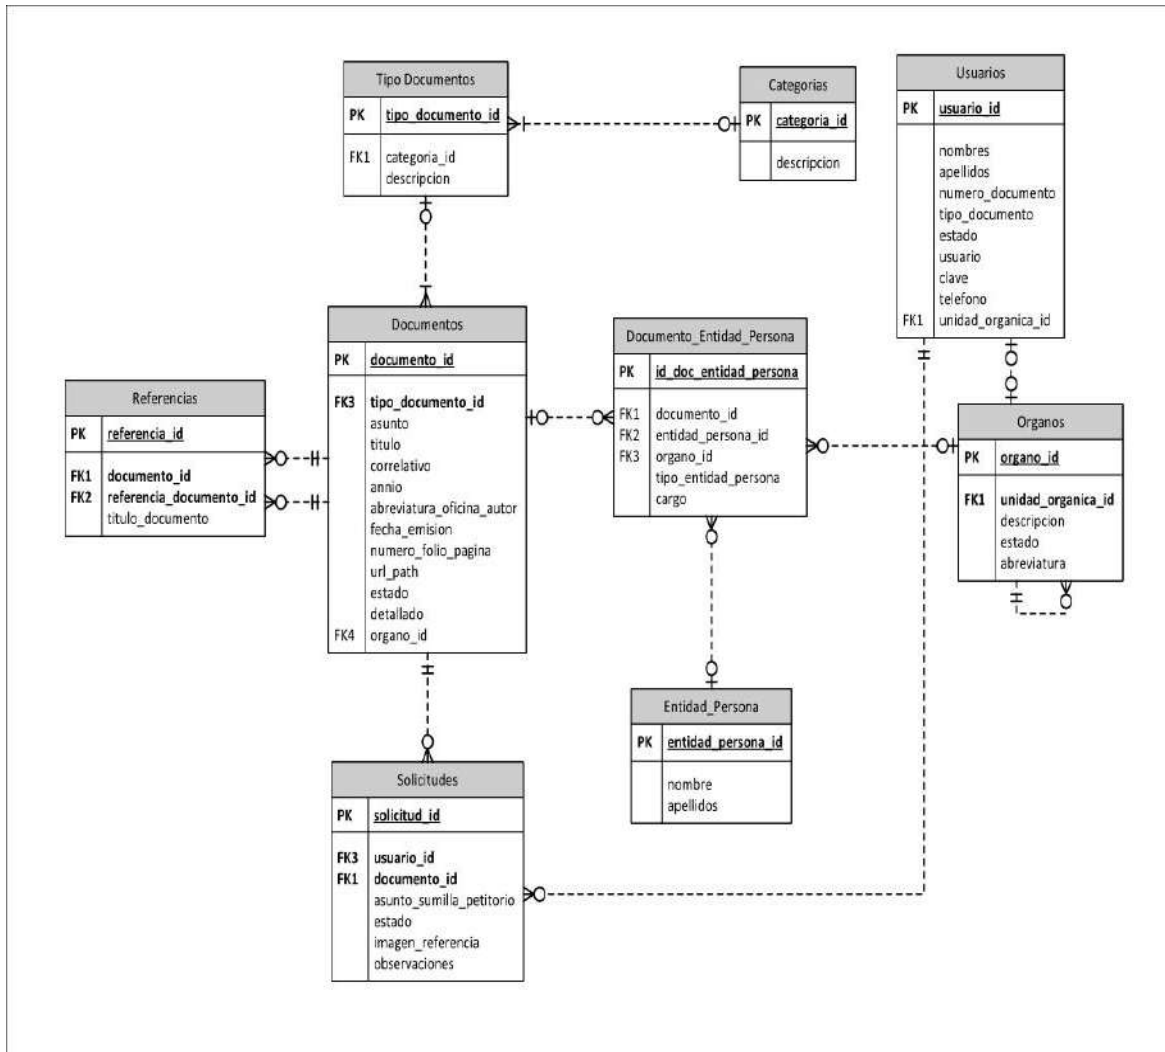 Tipo Documentos
PK tipo_documento_id
FK1 categoria_id
descripcion
Categorias
PK categoria_id
descripcion
Usuarios
PK usuario_id
nombres
apellidos
numero_documento
tipo_documento
estado
usuario
clave
telefono
FK1 unidad_organica_id
Documentos
PK documento_id
FK3 tipo_documento_id
asunto
titulo
correlativo
annio
abreviatura_oficina_autor
fecha_emision
numero_folio_pagina
url_path
estado
detallado
FK4 organo_id
Documento_Entidad_Persona
PK id_doc_entidad_persona
FK1 documento_id
FK2 entidad_persona_id
FK3 organo_id
tipo_entidad_persona
cargo
Referencias
PK referencia_id
FK1 documento_id
FK2 referencia_documento_id
titulo_documento
Organos
PK organo_id
FK1 unidad_organica_id
descripcion
estado
abreviatura
Entidad_Persona
PK entidad_persona_id
nombre
apellidos
Solicitudes
PK solicitud_id
FK3 usuario_id
FK1 documento_id
asunto_sumilla_petitorio
estado
imagen_referencia
observaciones